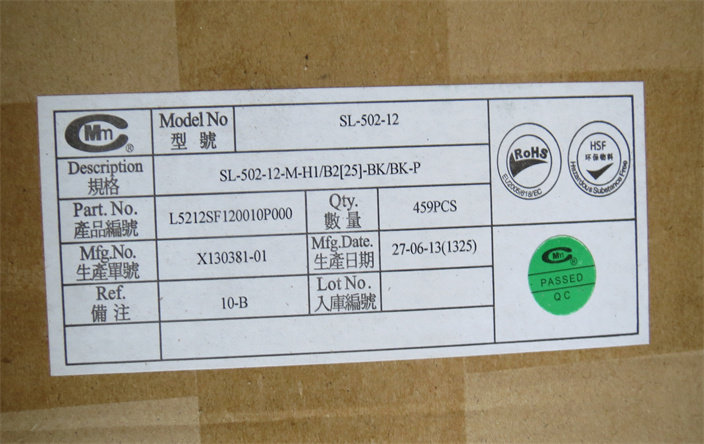 CMm ®
Model No
型號
SL-502-12
Description
規格
SL-502-12-M-H1/B2[25]-BK/BK-P
Part. No.
產品編號
L5212SF120010P000
Qty.
數量
459PCS
Mfg.No.
生產單號
X130381-01
Mfg.Date.
生產日期
27-06-13(1325)
Ref.
備注
10-B
Lot No.
入庫編號
RoHS
HSF
环保物料
Hazardous Substance Free
CMm ®
PASSED
QC